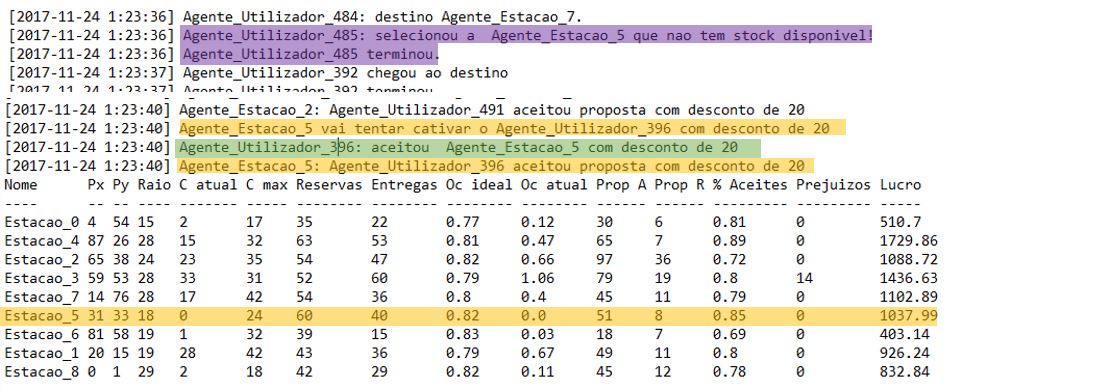 [2017-11-24 1:23:36] Agente_Utilizador_484: destino Agente_Estacao_7.
[2017-11-24 1:23:36] Agente_Utilizador_485: selecionou a  Agente_Estacao_5 que nao tem stock disponivel!
[2017-11-24 1:23:36] Agente_Utilizador_485 terminou.
[2017-11-24 1:23:37] Agente_Utilizador_392 chegou ao destino
[2017-11-24 1:23:37] Agente_Utilizador_392 terminou
[2017-11-24 1:23:40] Agente_Estacao_2: Agente_Utilizador_491 aceitou proposta com desconto de 20
[2017-11-24 1:23:40] Agente_Estacao_5 vai tentar cativar o Agente_Utilizador_396 com desconto de 20
[2017-11-24 1:23:40] Agente_Utilizador_396: aceitou  Agente_Estacao_5 com desconto de 20
[2017-11-24 1:23:40] Agente_Estacao_5: Agente_Utilizador_396 aceitou proposta com desconto de 20
Nome Px Py Raio C atual C max Reservas Entregas Oc ideal Oc atual Prop A Prop R % Aceites Prejuizos Lucro
---- -- -- ---- ------- ----- -------- -------- -------- -------- ------ ------ --------- --------- -----
Estacao_0 4 54 15 2 17 35 22 0.77 0.12 30 6 0.81 0 510.7
Estacao_4 87 26 28 15 32 63 53 0.81 0.47 65 7 0.89 0 1729.86
Estacao_2 65 38 24 23 35 54 47 0.82 0.66 97 36 0.72 0 1088.72
Estacao_3 59 53 28 33 31 52 60 0.79 1.06 79 19 0.8 14 1436.63
Estacao_7 14 76 28 17 42 54 36 0.8 0.4 45 11 0.79 0 1102.89
Estacao_5 31 33 18 0 24 60 40 0.82 0.0 51 8 0.85 0 1037.99
Estacao_6 81 58 19 1 32 39 15 0.83 0.03 18 7 0.69 0 403.14
Estacao_1 20 15 19 28 42 43 36 0.79 0.67 49 11 0.8 0 926.24
Estacao_8 0 1 29 2 18 42 29 0.82 0.11 45 12 0.78 0 832.84